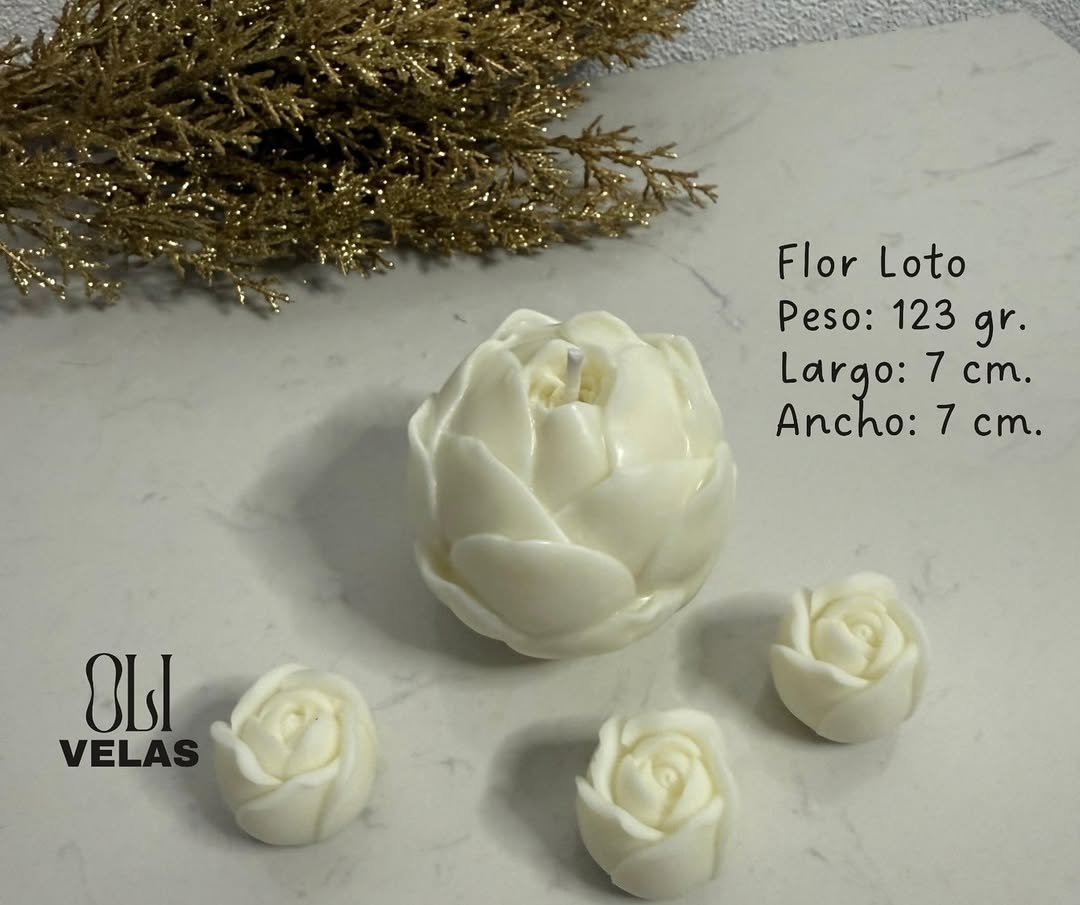 Flor Loto
Peso: 123 gr.
Largo: 7 cm.
Ancho: 7 cm.
OLI
VELAS